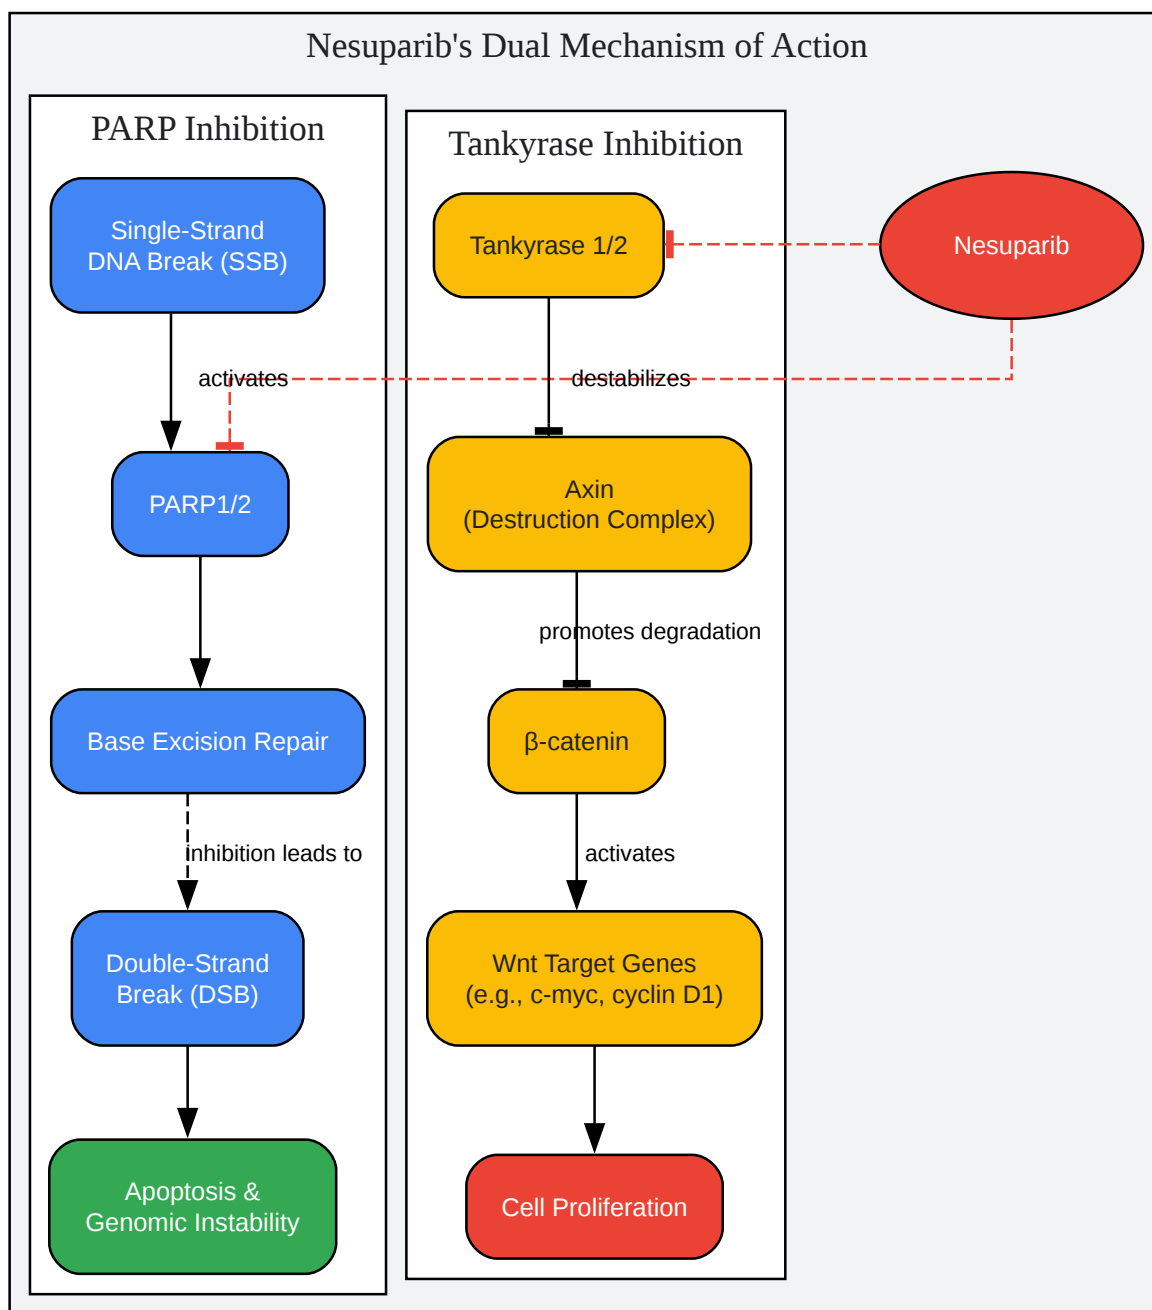 Nesuparib's Dual Mechanism of Action
PARP Inhibition
Single-Strand
DNA Break (SSB)
activates
PARP1/2
Base Excision Repair
inhibition leads to
Double-Strand
Break (DSB)
Apoptosis &
Genomic Instability
Tankyrase Inhibition
Tankyrase 1/2
destabilizes
Axin
(Destruction Complex)
promotes degradation
β-catenin
activates
Wnt Target Genes
(e.g., c-myc, cyclin D1)
Cell Proliferation
Nesuparib